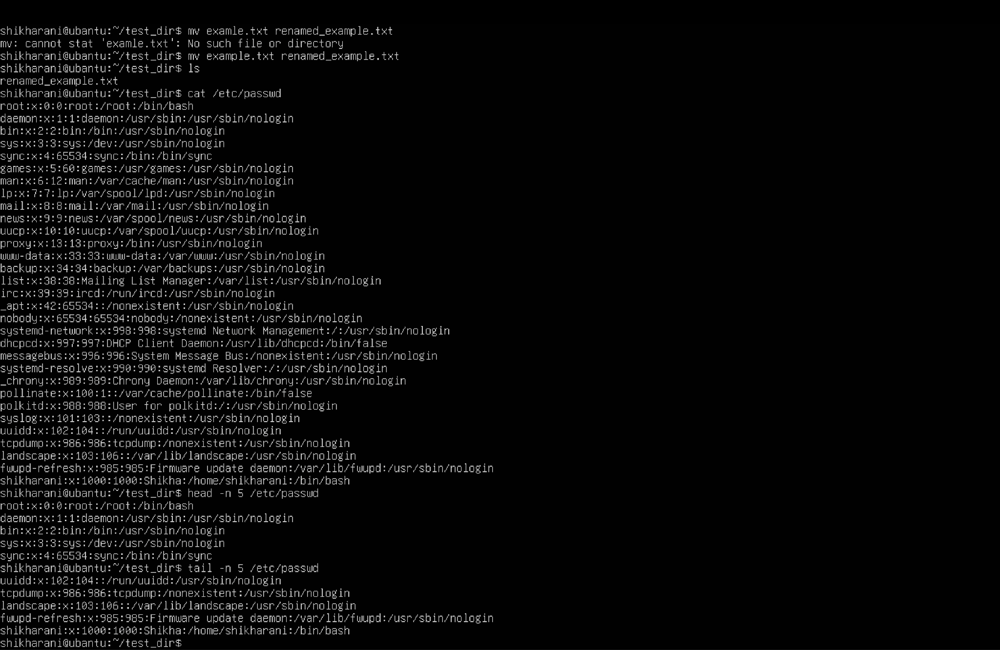 shikharani@ubantu:~/test_dir$ mv examle.txt renamed_example.txt
mv: cannot stat 'examle.txt': No such file or directory
shikharani@ubantu:~/test_dir$ mv example.txt renamed_example.txt
shikharani@ubantu:~/test_dir$ ls
renamed_example.txt
shikharani@ubantu:~/test_dir$ cat /etc/passwd
root:x:0:0:root:/root:/bin/bash
daemon:x:1:1:daemon:/usr/sbin:/usr/sbin/nologin
bin:x:2:2:bin:/bin:/usr/sbin/nologin
sys:x:3:3:sys:/dev:/usr/sbin/nologin
sync:x:4:65534:sync:/bin:/bin/sync
games:x:5:60:games:/usr/games:/usr/sbin/nologin
man:x:6:12:man:/var/cache/man:/usr/sbin/nologin
lp:x:7:7:lp:/var/spool/lpd:/usr/sbin/nologin
mail:x:8:8:mail:/var/mail:/usr/sbin/nologin
news:x:9:9:news:/var/spool/news:/usr/sbin/nologin
uucp:x:10:10:uucp:/var/spool/uucp:/usr/sbin/nologin
proxy:x:13:13:proxy:/bin:/usr/sbin/nologin
www-data:x:33:33:www-data:/var/www:/usr/sbin/nologin
backup:x:34:34:backup:/var/backups:/usr/sbin/nologin
list:x:38:38:Mailing List Manager:/var/list:/usr/sbin/nologin
irc:x:39:39:ircd:/run/ircd:/usr/sbin/nologin
_apt:x:42:65534::/nonexistent:/usr/sbin/nologin
nobody:x:65534:65534:nobody:/nonexistent:/usr/sbin/nologin
systemd-network:x:998:998:systemd Network Management:/:/usr/sbin/nologin
dhcpcd:x:997:997:DHCP Client Daemon:/usr/lib/dhcpcd:/bin/false
messagebus:x:996:996:System Message Bus:/nonexistent:/usr/sbin/nologin
systemd-resolve:x:990:990:systemd Resolver:/:/usr/sbin/nologin
_chrony:x:989:989:Chrony Daemon:/var/lib/chrony:/usr/sbin/nologin
pollinate:x:100:1::/var/cache/pollinate:/bin/false
polkitd:x:988:988:User for polkitd:/:/usr/sbin/nologin
syslog:x:101:103::/nonexistent:/usr/sbin/nologin
uuidd:x:102:104::/run/uuidd:/usr/sbin/nologin
tcpdump:x:986:986:tcpdump:/nonexistent:/usr/sbin/nologin
landscape:x:103:106::/var/lib/landscape:/usr/sbin/nologin
fwupd-refresh:x:985:985:Firmware update daemon:/var/lib/fwupd:/usr/sbin/nologin
shikharani:x:1000:1000:Shikha:/home/shikharani:/bin/bash
shikharani@ubantu:~/test_dir$ head -n 5 /etc/passwd
root:x:0:0:root:/root:/bin/bash
daemon:x:1:1:daemon:/usr/sbin:/usr/sbin/nologin
bin:x:2:2:bin:/bin:/usr/sbin/nologin
sys:x:3:3:sys:/dev:/usr/sbin/nologin
sync:x:4:65534:sync:/bin:/bin/sync
shikharani@ubantu:~/test_dir$ tail -n 5 /etc/passwd
uuidd:x:102:104::/run/uuidd:/usr/sbin/nologin
tcpdump:x:986:986:tcpdump:/nonexistent:/usr/sbin/nologin
landscape:x:103:106::/var/lib/landscape:/usr/sbin/nologin
fwupd-refresh:x:985:985:Firmware update daemon:/var/lib/fwupd:/usr/sbin/nologin
shikharani:x:1000:1000:Shikha:/home/shikharani:/bin/bash
shikharani@ubantu:~/test_dir$